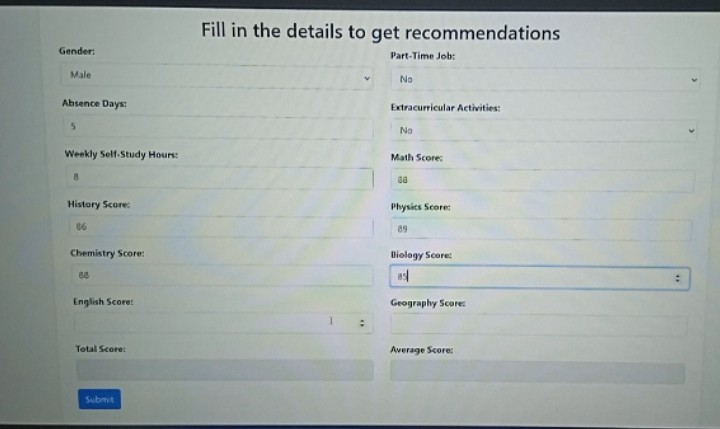 Fill in the details to get recommendations
Gender:
Part-Time Job:
Male
No
Absence Days:
Extracurricular Activities:
5
No
Weekly Self-Study Hours:
Math Score:
8
88
History Score:
Physics Score:
86
89
Chemistry Score:
Biology Score:
88
85
English Score:
Geography Score:
Total Score:
Average Score:
Submit